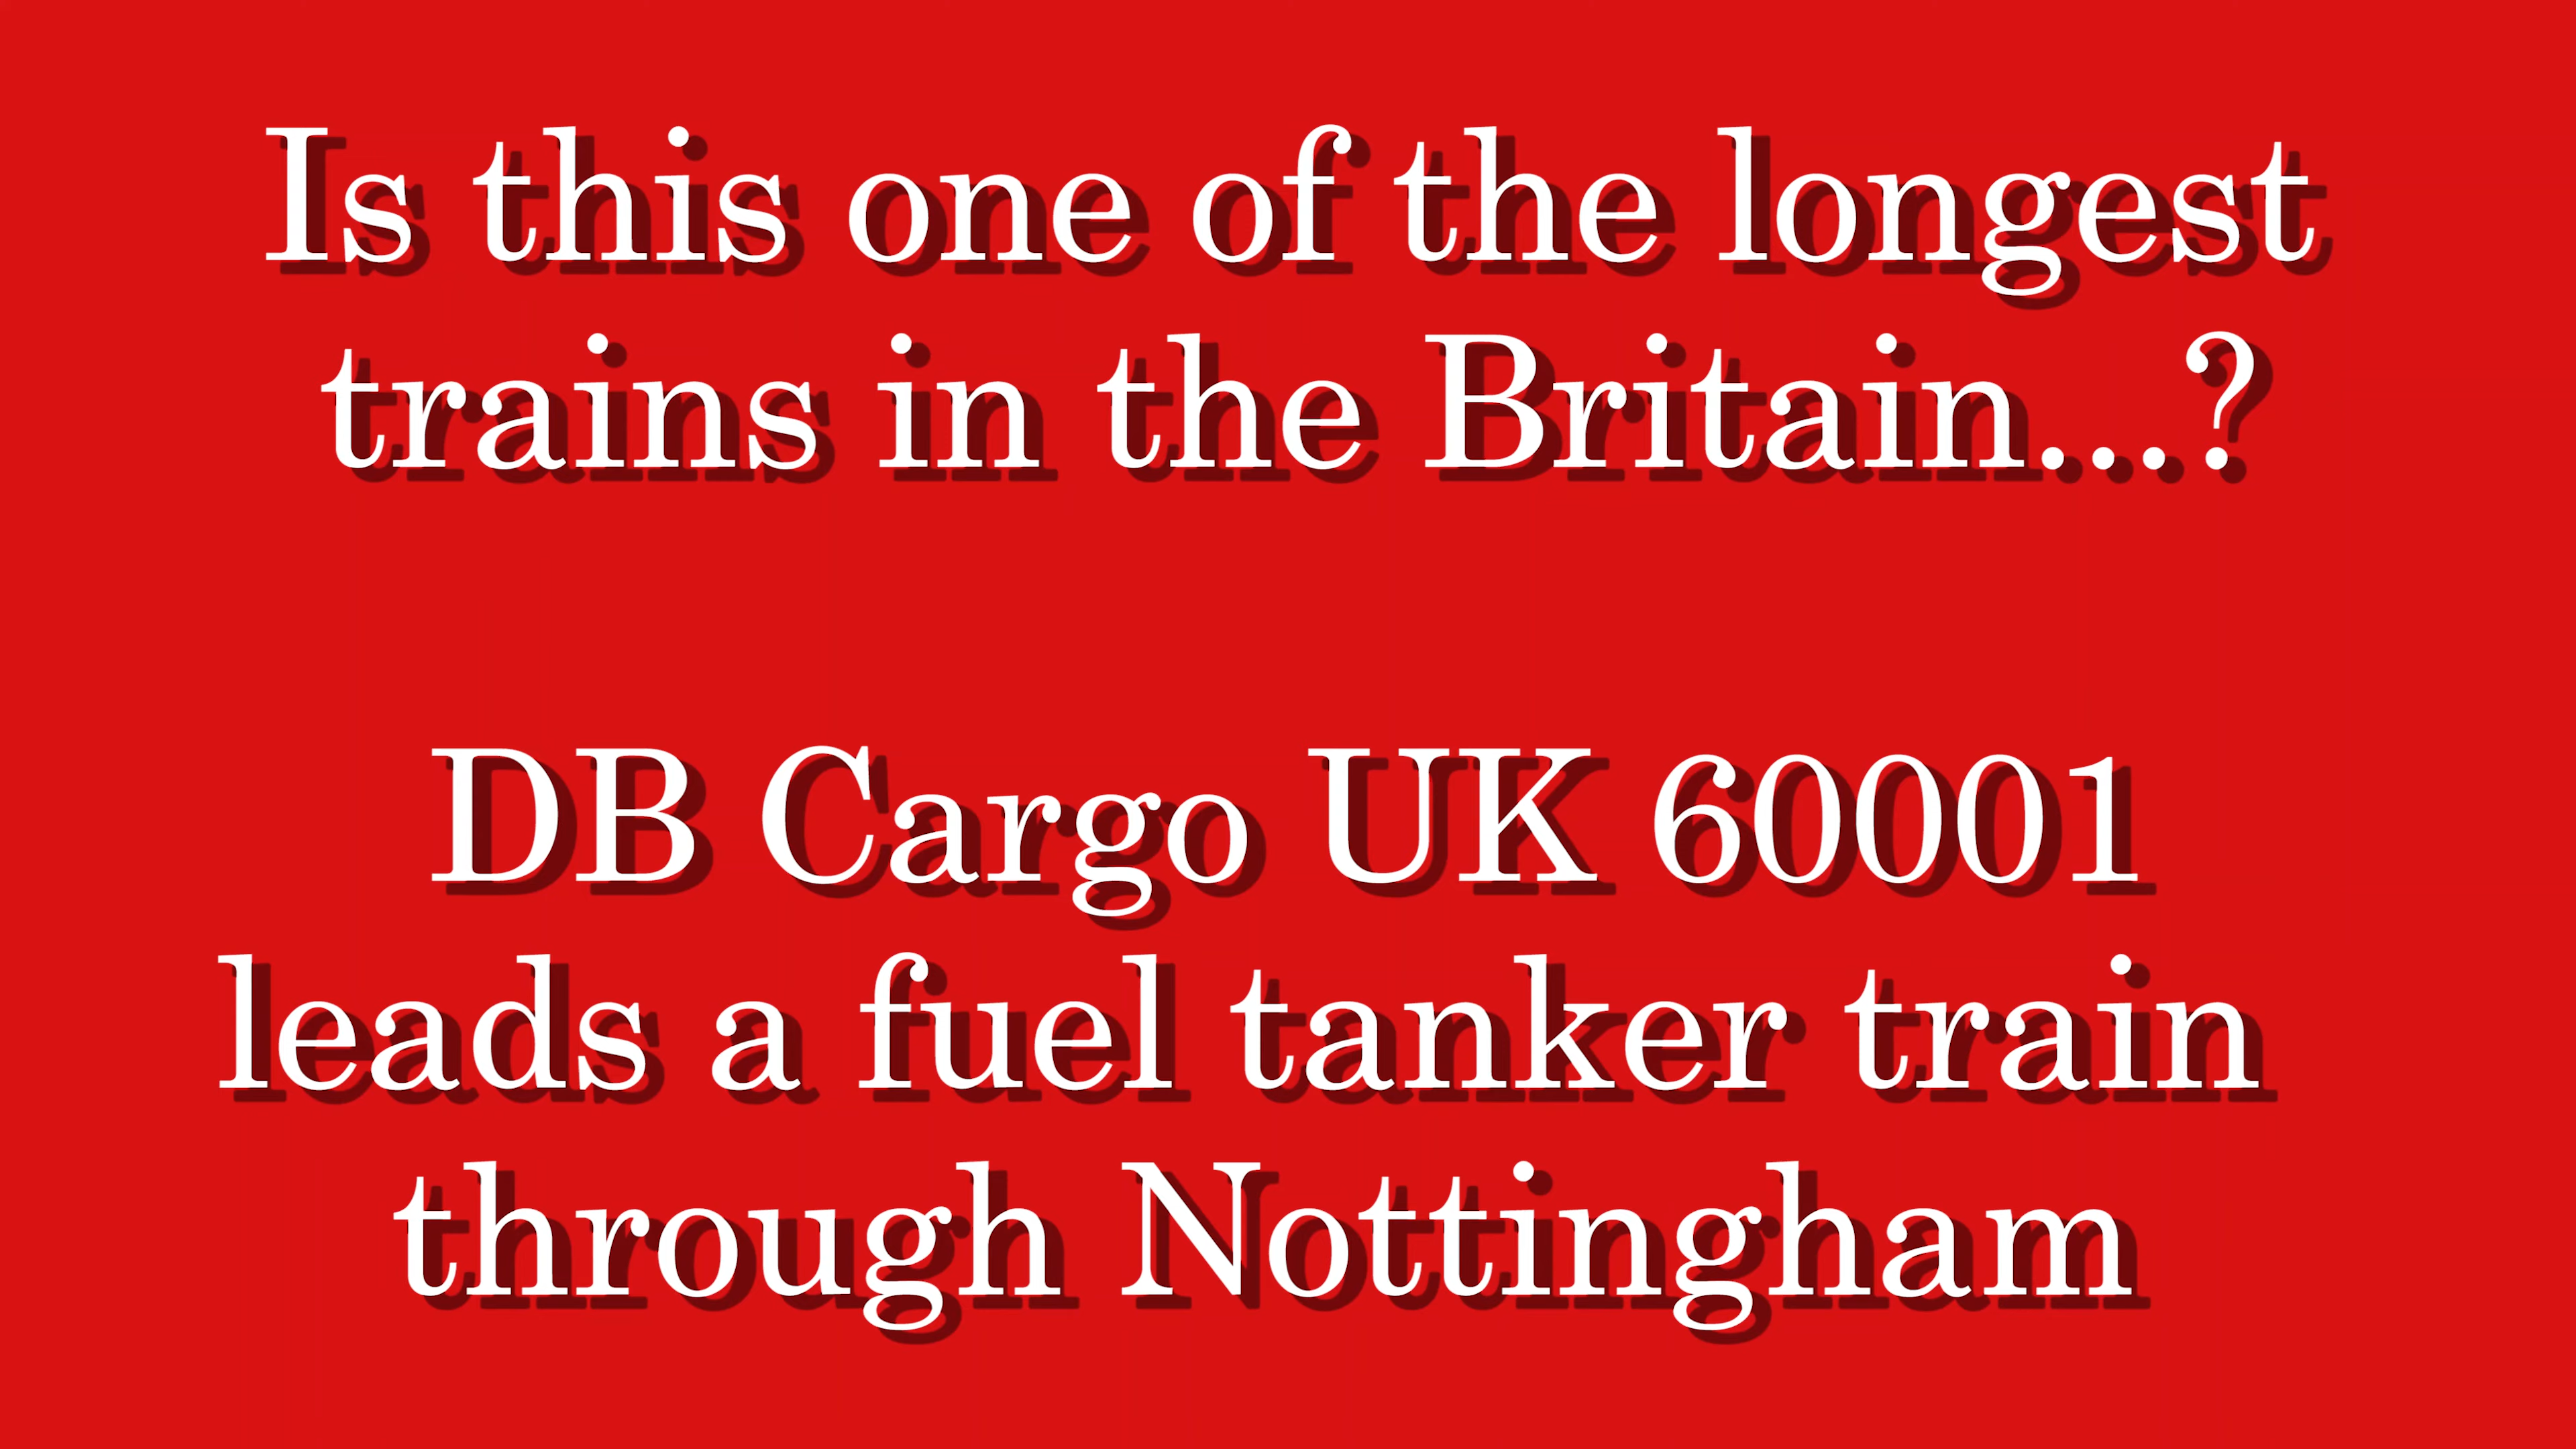 Is this one of the longest
trains in the Britain...?
DB Cargo UK 60001
leads a fuel tanker train
through Nottingham